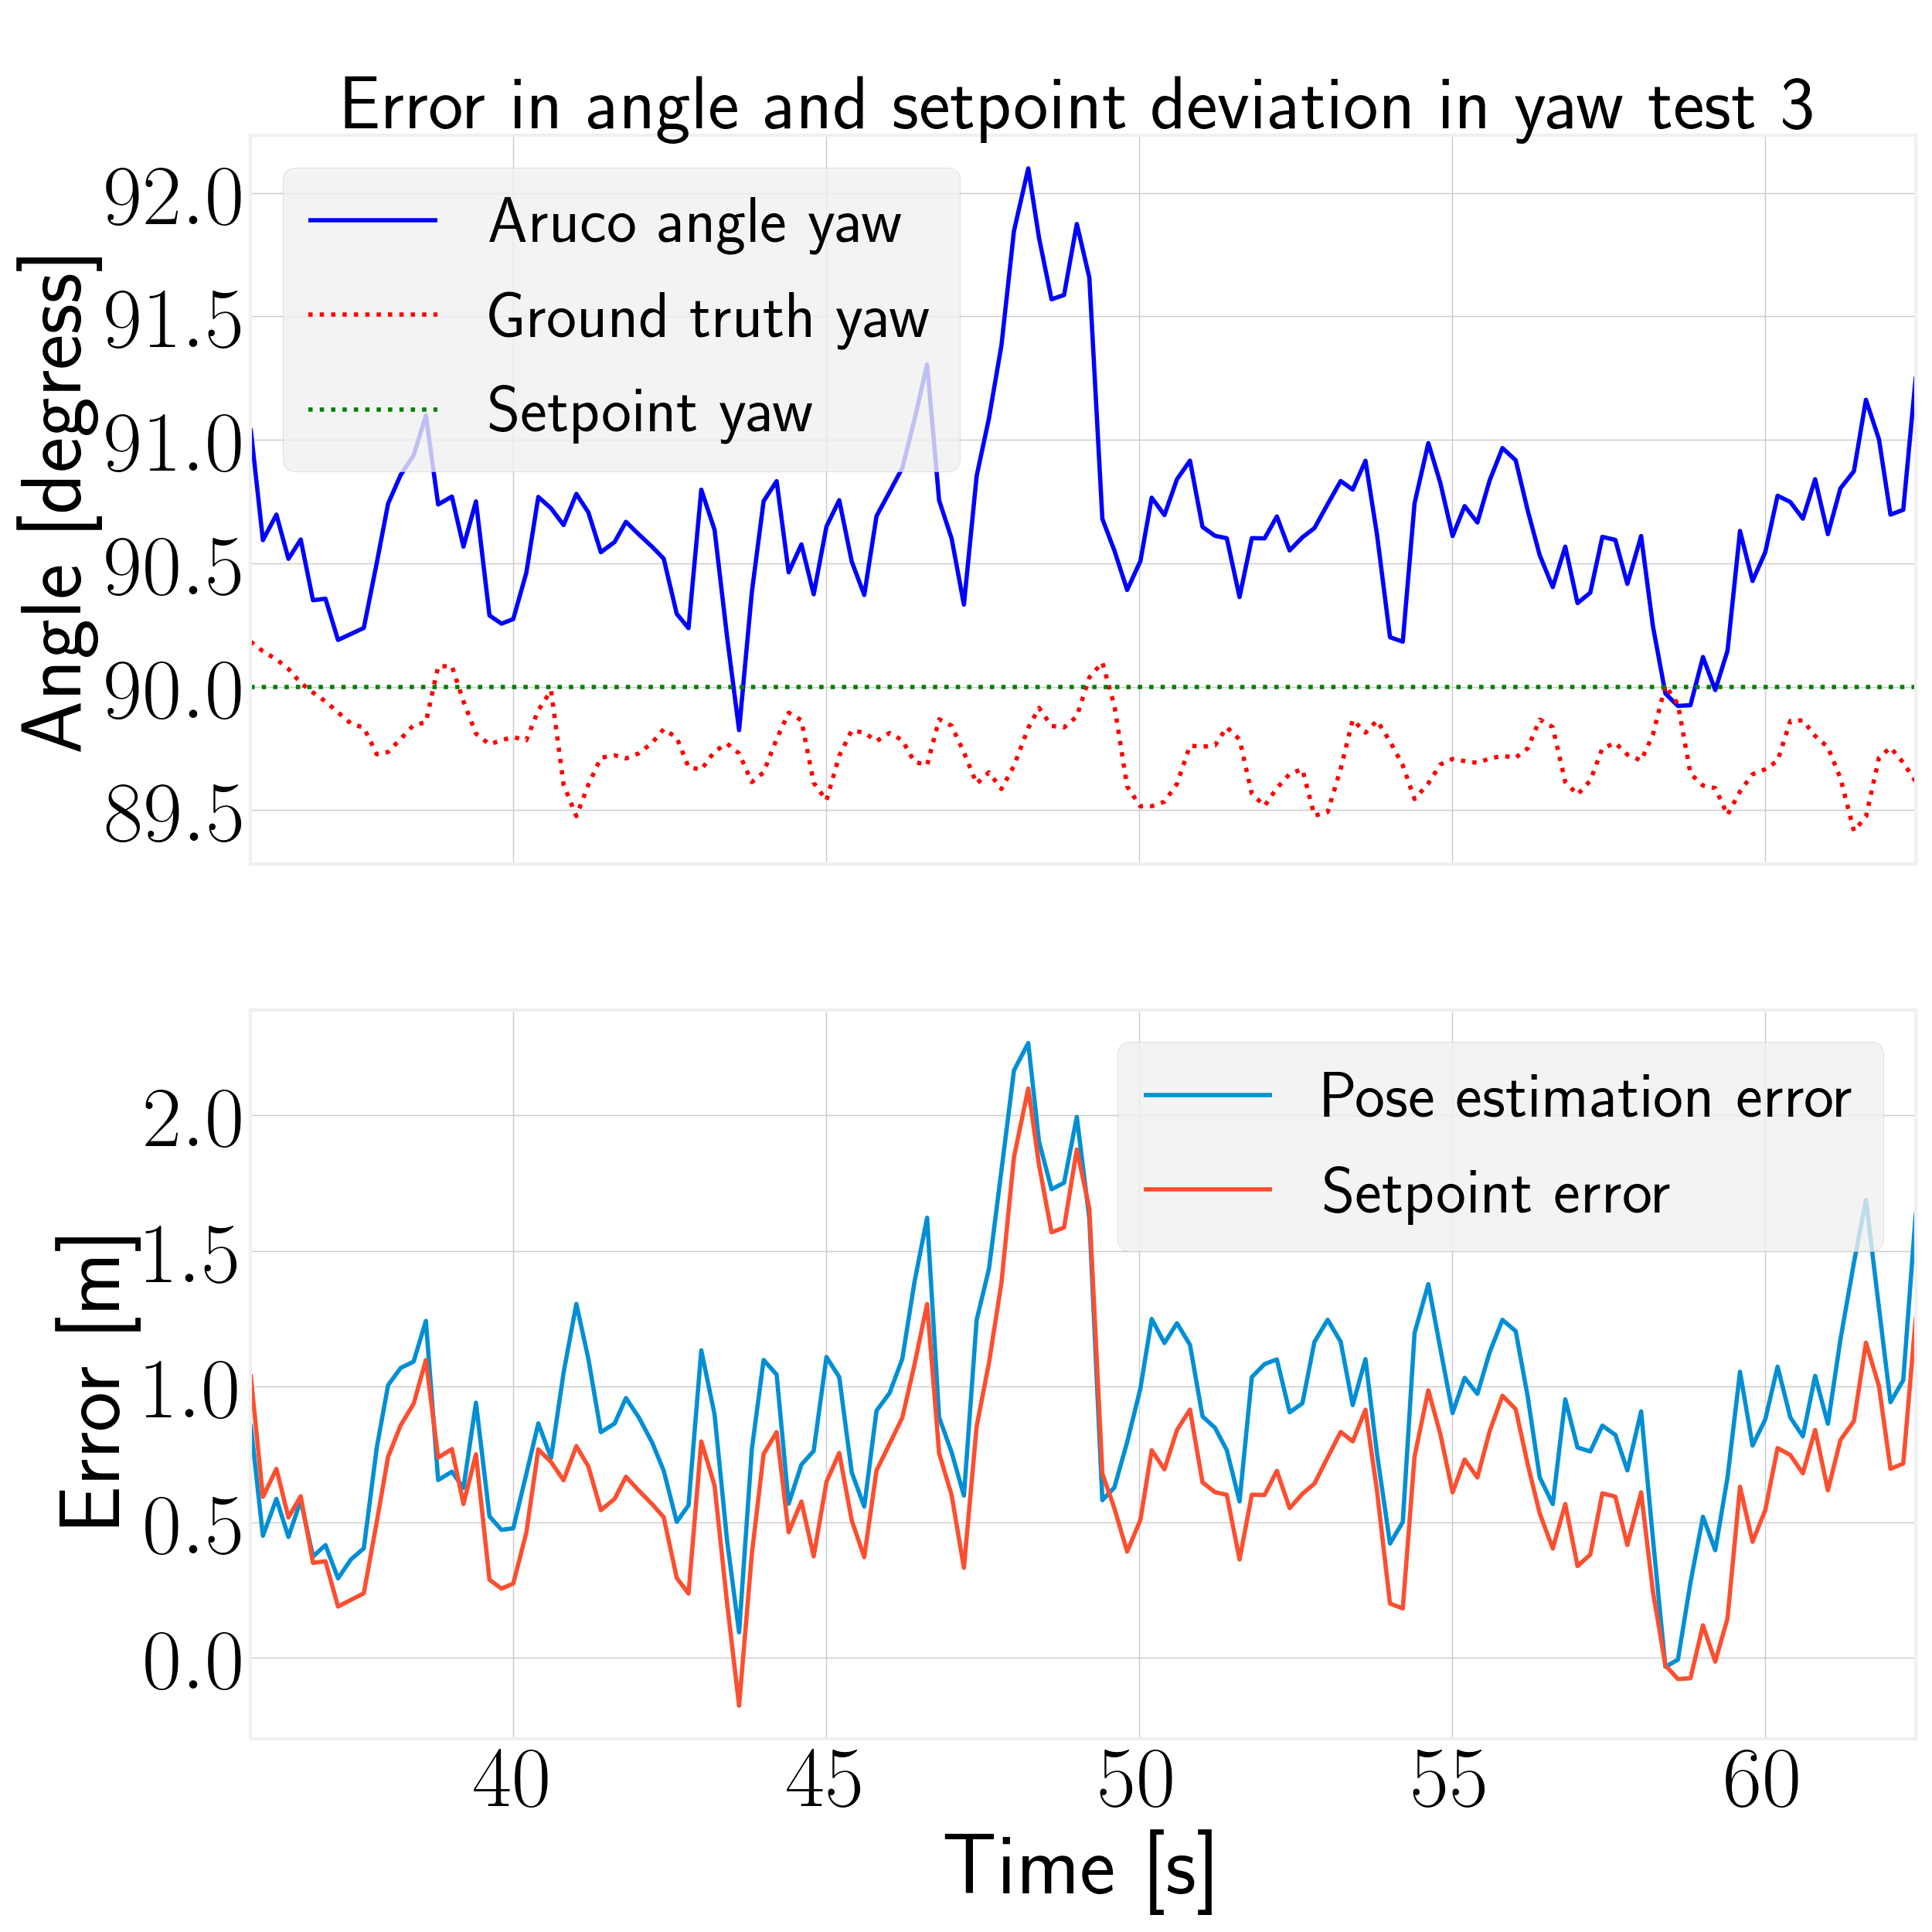 Error in angle and setpoint deviation in yaw test 3
Angle [degress]
92.0
91.5
91.0
90.5
90.0
89.5
Aruco angle yaw
Ground truth yaw
Setpoint yaw
Error [m]
2.0
1.5
1.0
0.5
0.0
Pose estimation error
Setpoint error
40 45 50 55 60
Time [s]